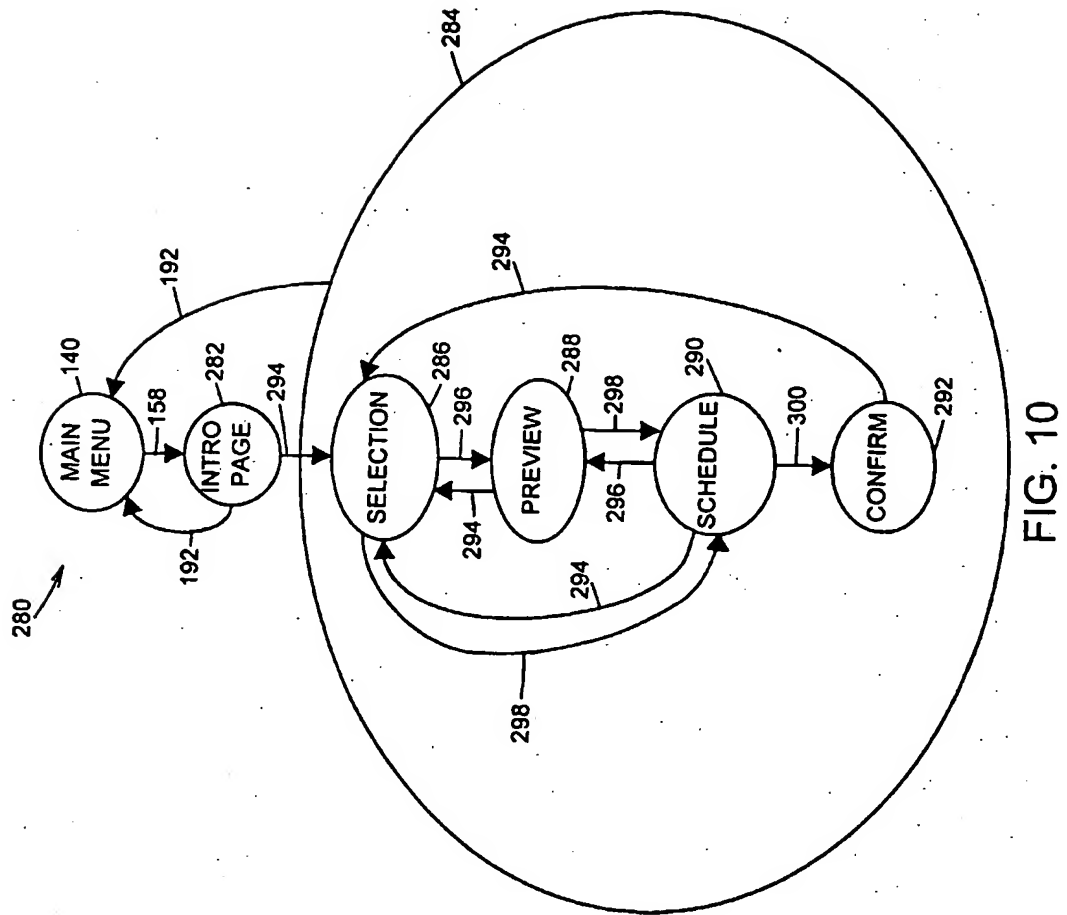 280
192
MAIN
MENU
140
192
158
INTRO
PAGE
282
294
284
SELECTION
286
294
294
296
PREVIEW
288
296
298
298
294
SCHEDULE
290
300
CONFIRM
292
FIG. 10